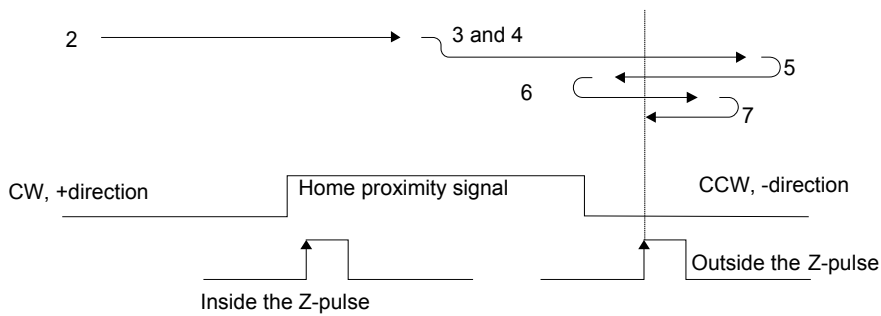 2
3 and 4
5
6
7
CW, +direction
Home proximity signal
CCW, -direction
Inside the Z-pulse
Outside the Z-pulse